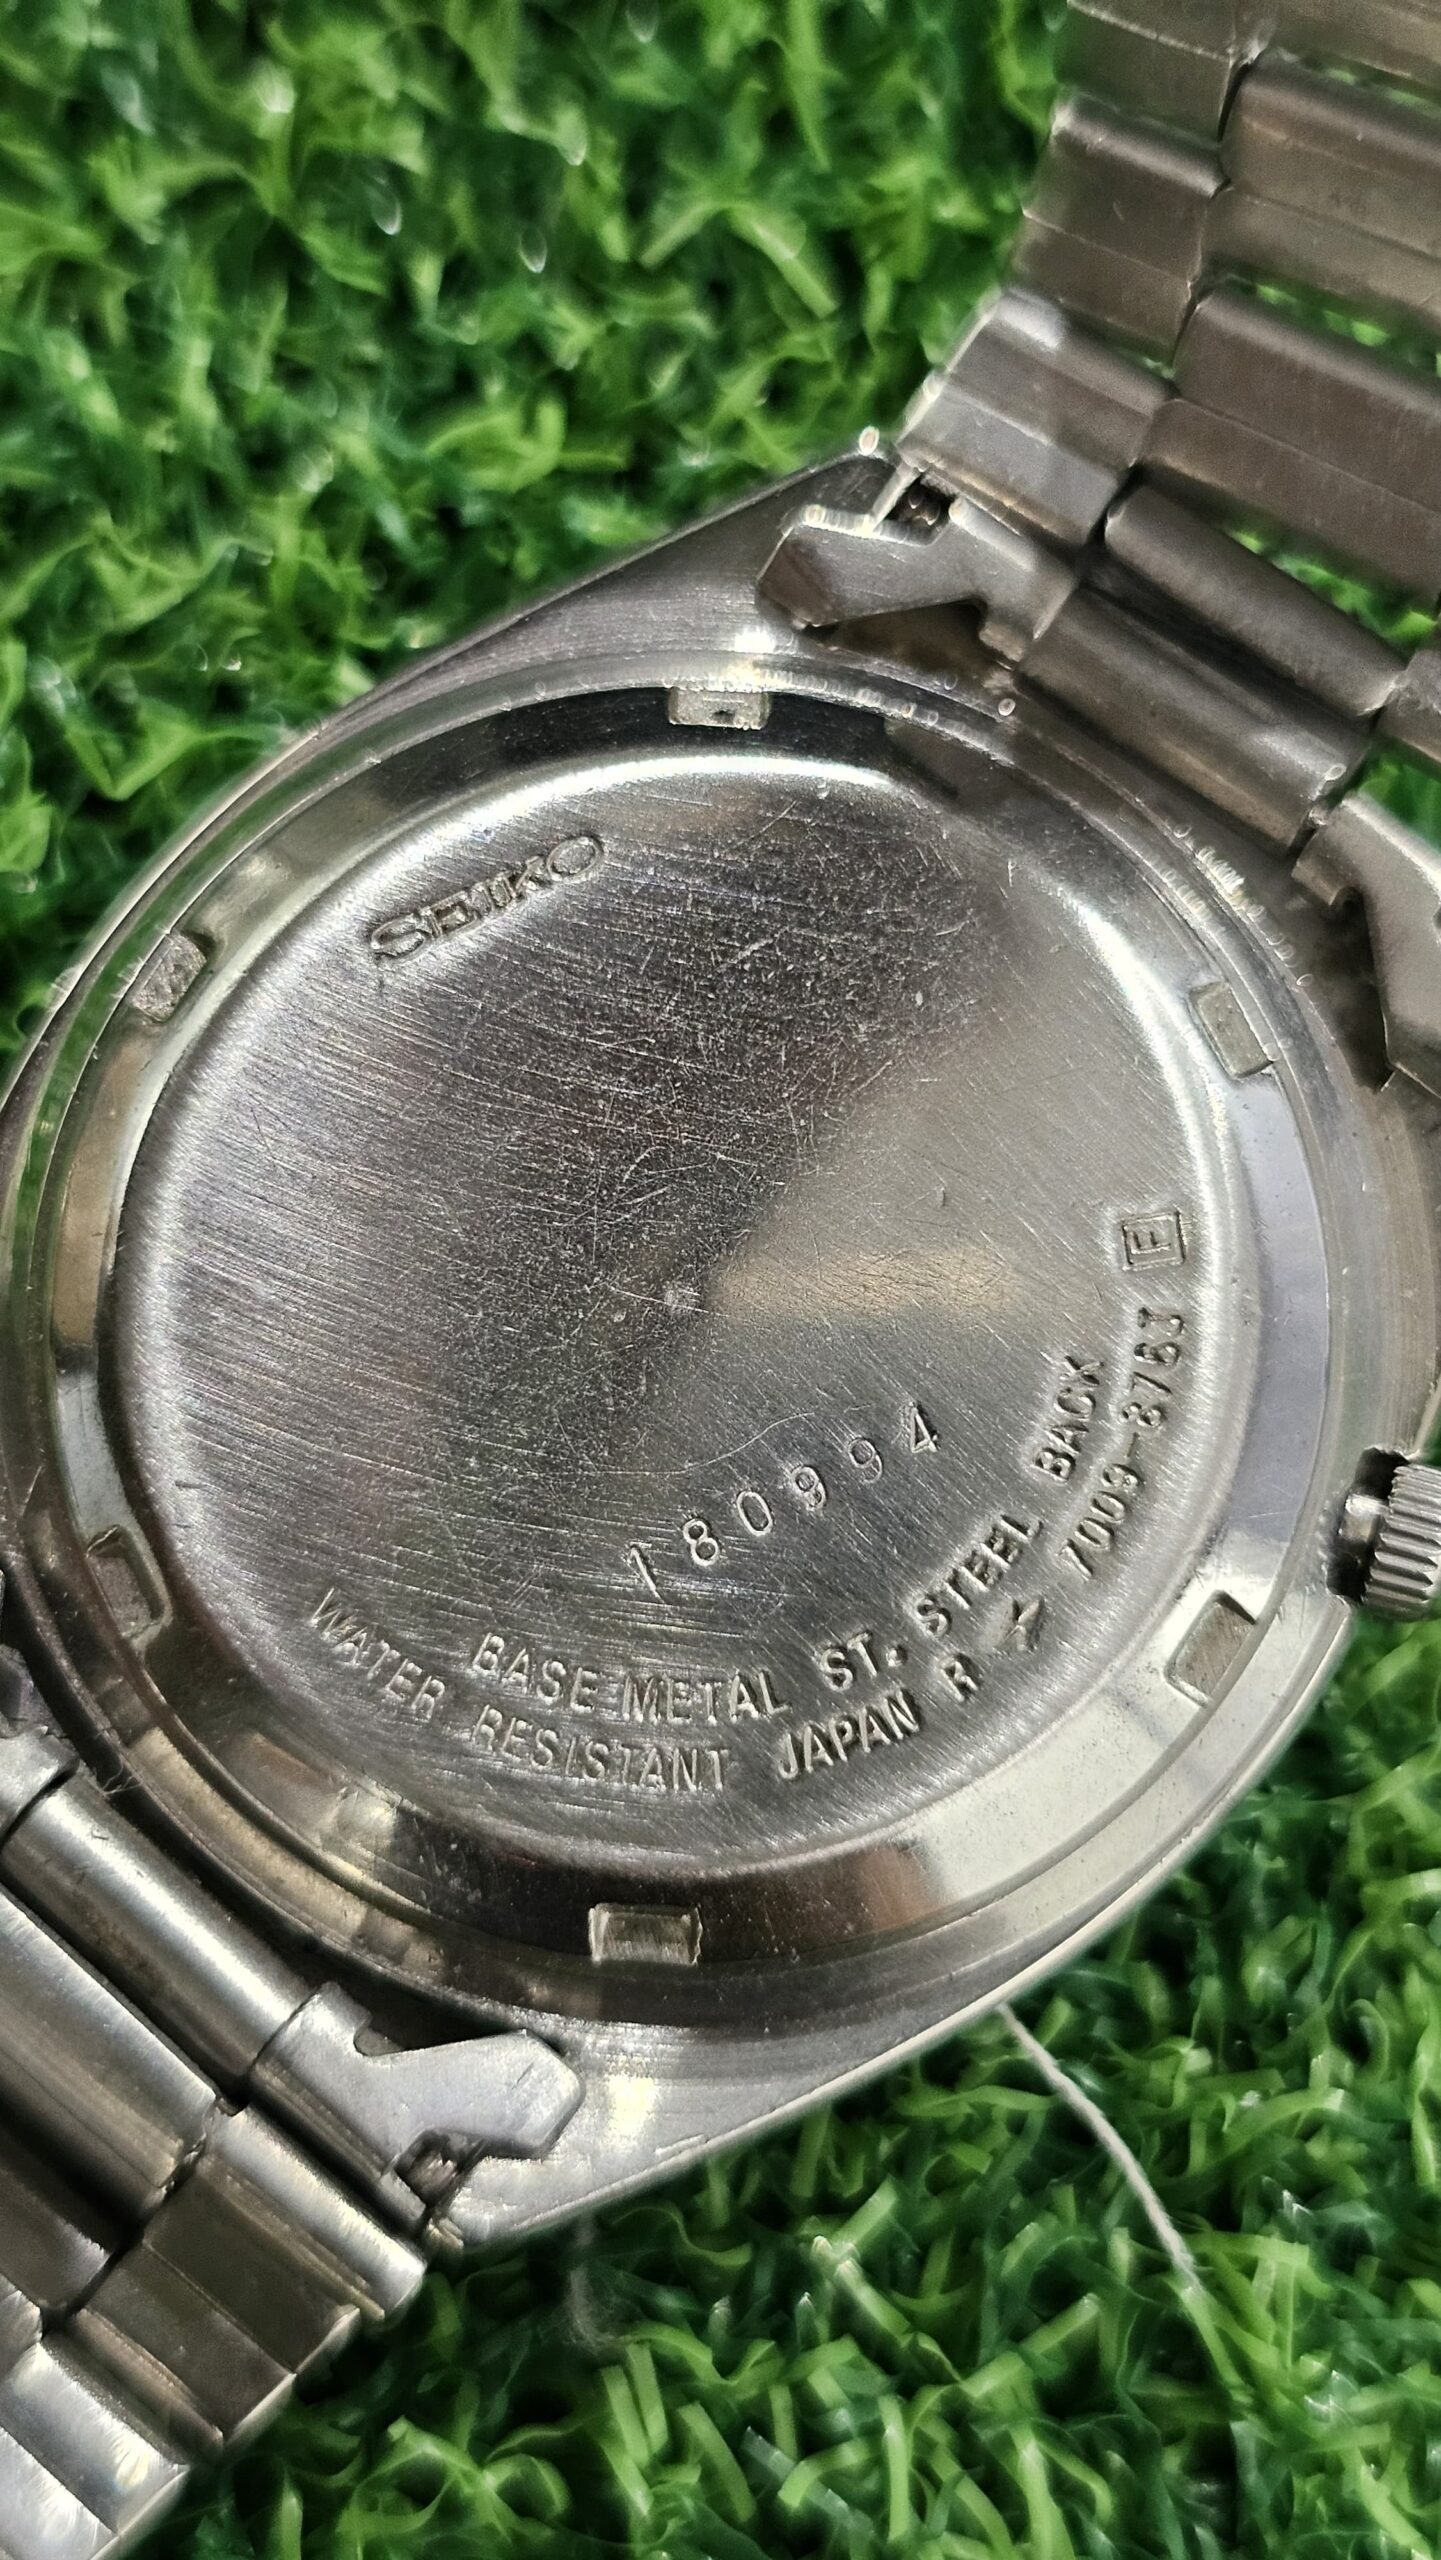 SEIKO
180994
BASE METAL ST. STEEL BACK
WATER RESISTANT JAPAN R 7009-876J F